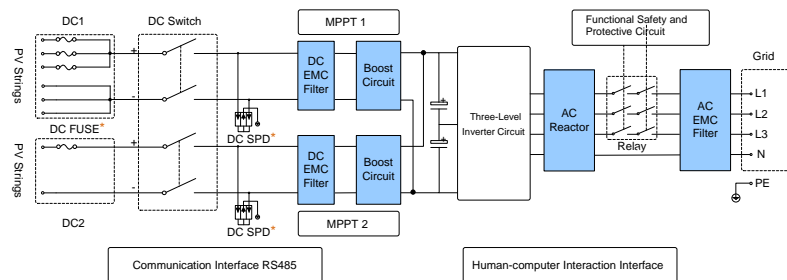 DC1
DC Switch
MPPT 1
Functional Safety and
Protective Circuit
Grid
PV Strings
+
-
DC FUSE*
DC
EMC
Filter
Boost
Circuit
DC SPD*
+
+
Three-Level
Inverter Circuit
AC
Reactor
Relay
AC
EMC
Filter
L1
L2
L3
N
PE
PV Strings
+
-
DC2
DC
EMC
Filter
Boost
Circuit
DC SPD*
MPPT 2
Communication Interface RS485
Human-computer Interaction Interface